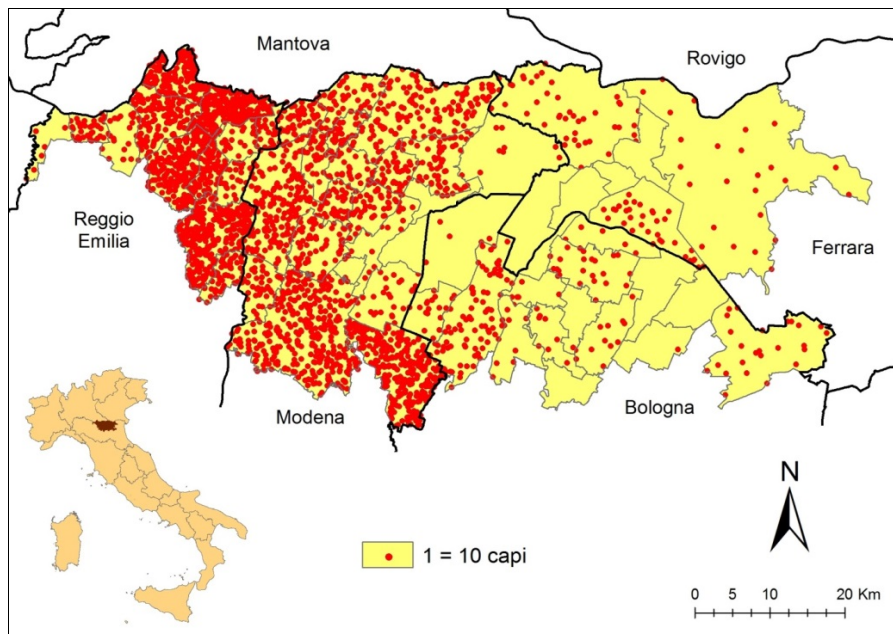 Mantova
Rovigo
Reggio
Emilia
Ferrara
Modena
Bologna
N
1 = 10 capi
0 5 10 20 Km